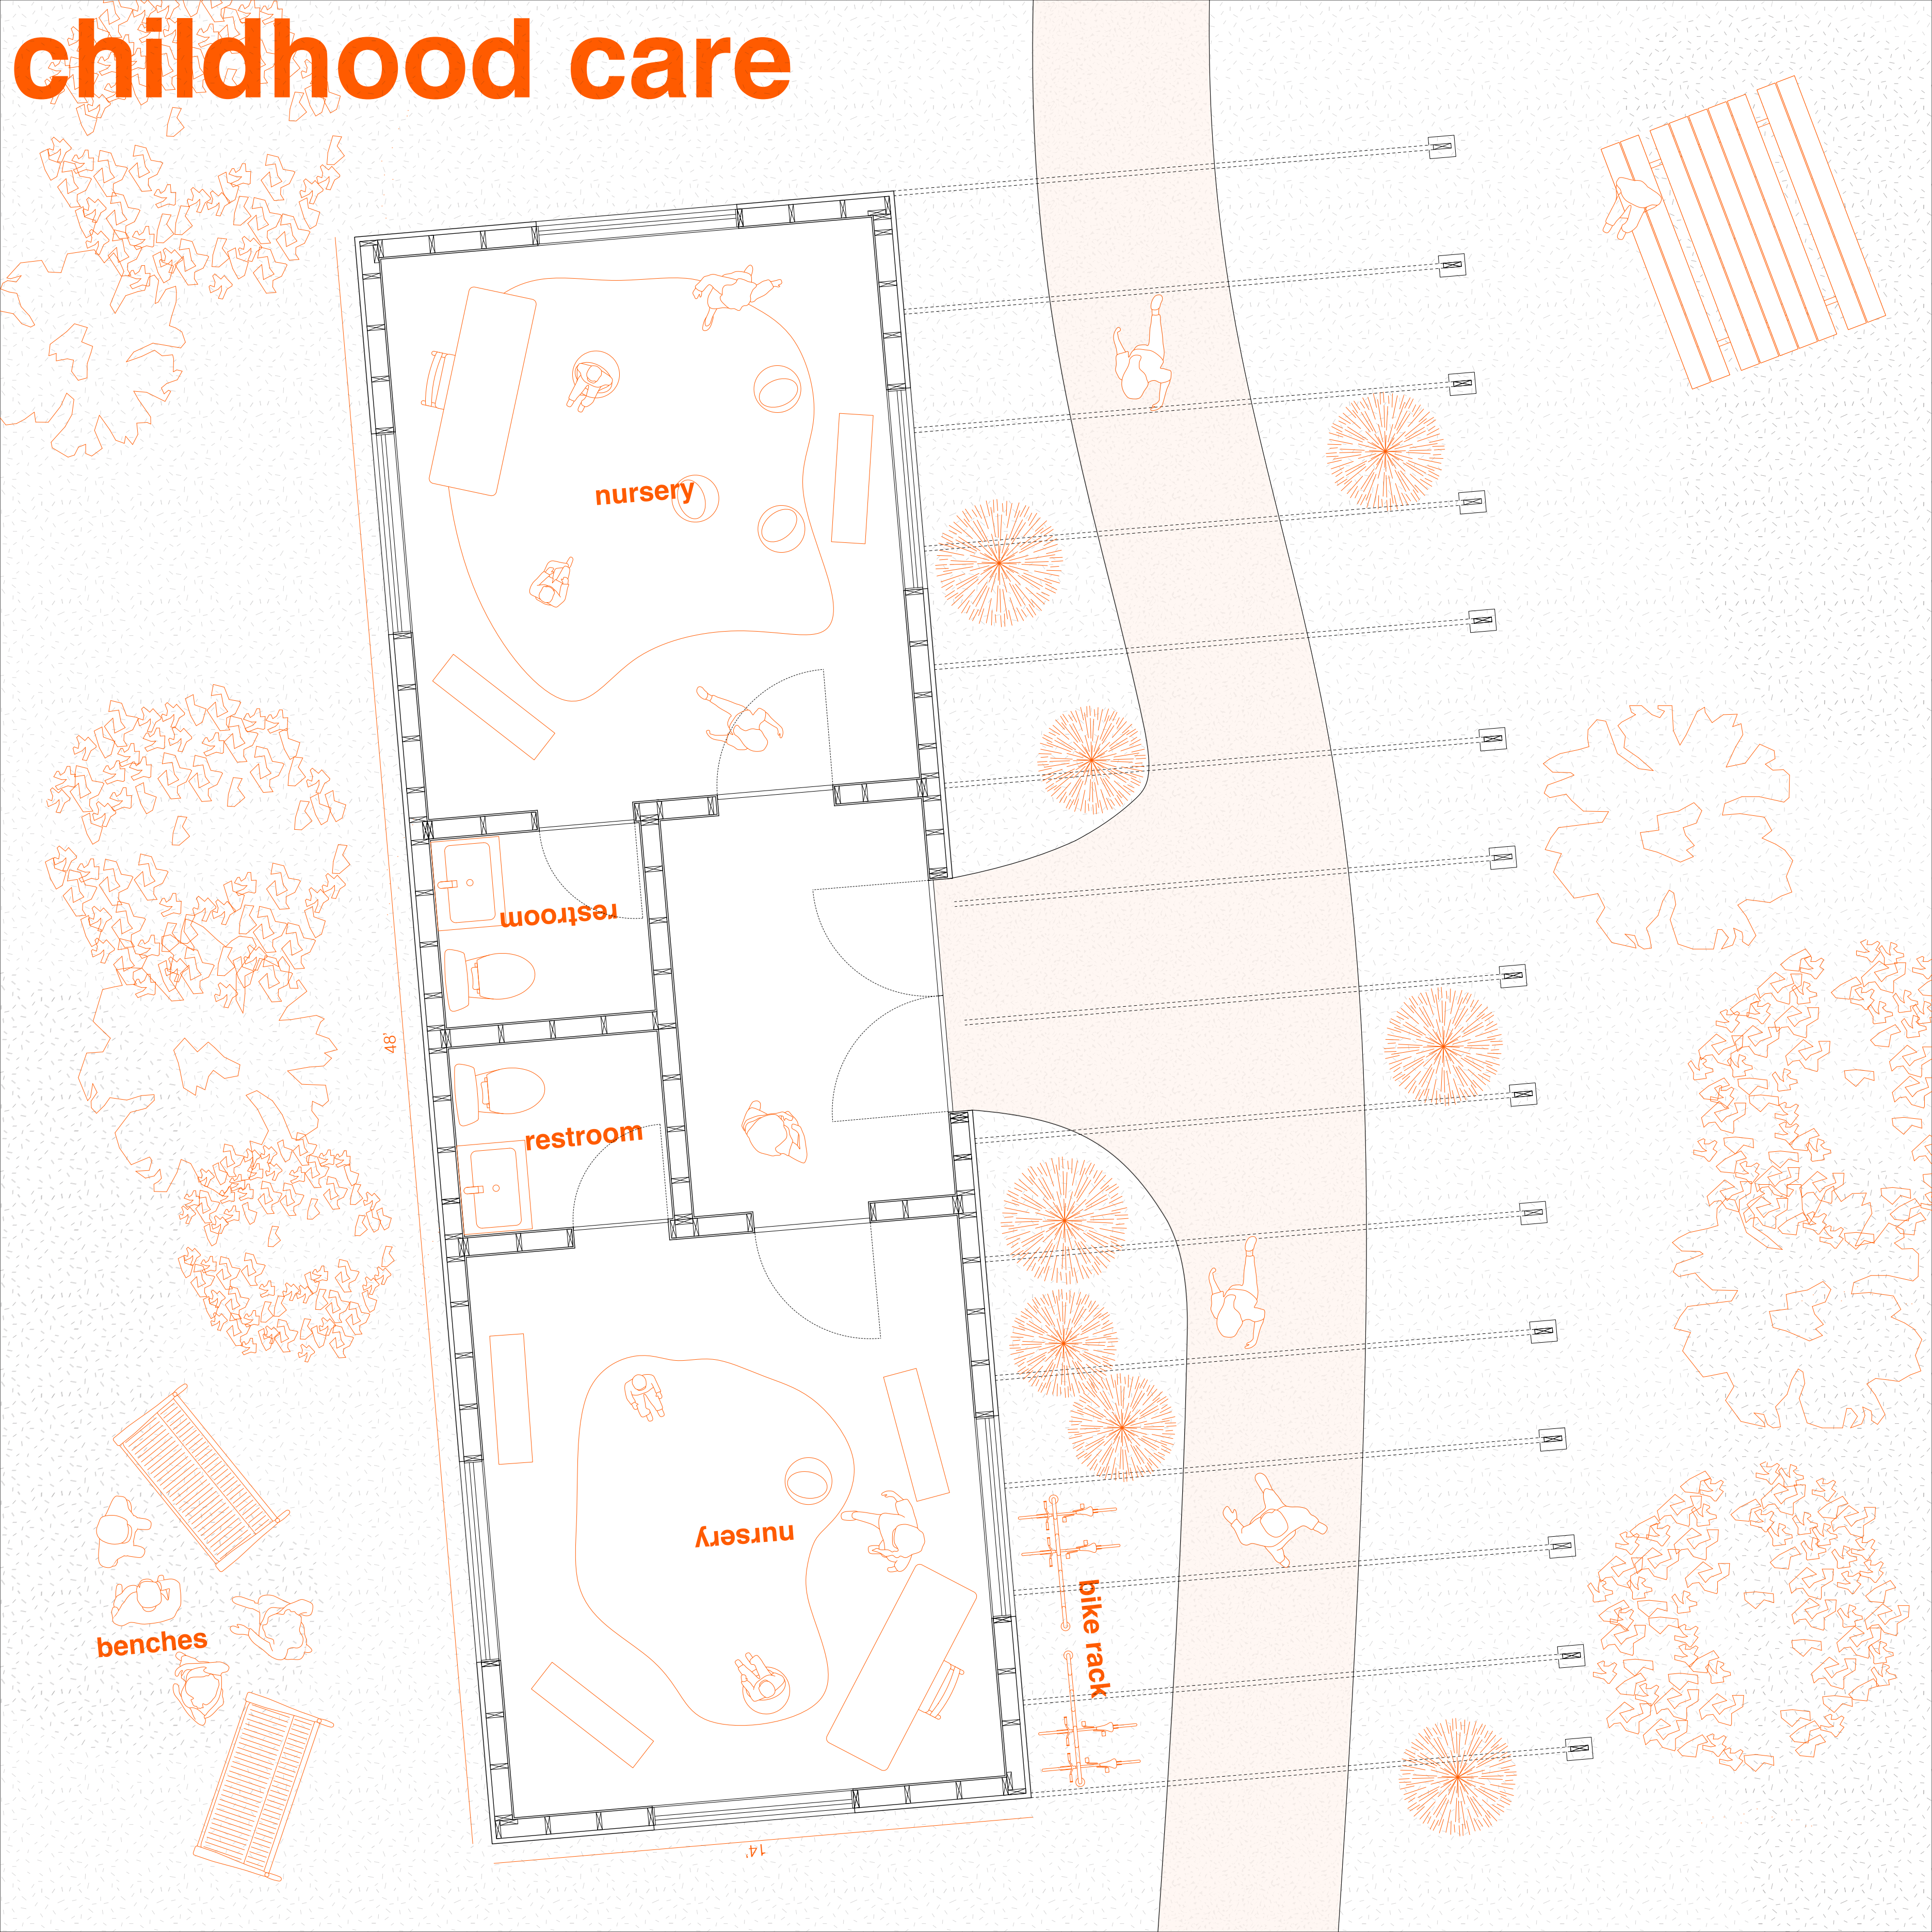 childhood care
nursery
restroom
48'
restroom
nursery
bike rack
benches
14'